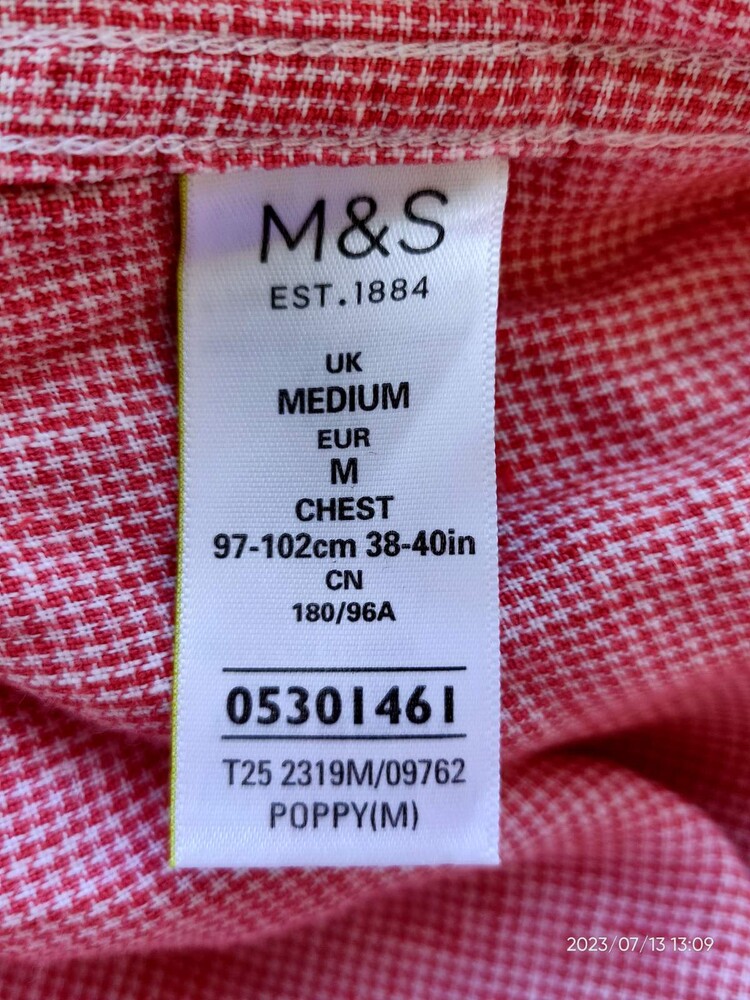 M&S
EST.1884
UK
MEDIUM
EUR
M
CHEST
97-102cm 38-40in
CN
180/96A
05301461
T25 2319M/09762
POPPY(M)
2023/07/13 13:09